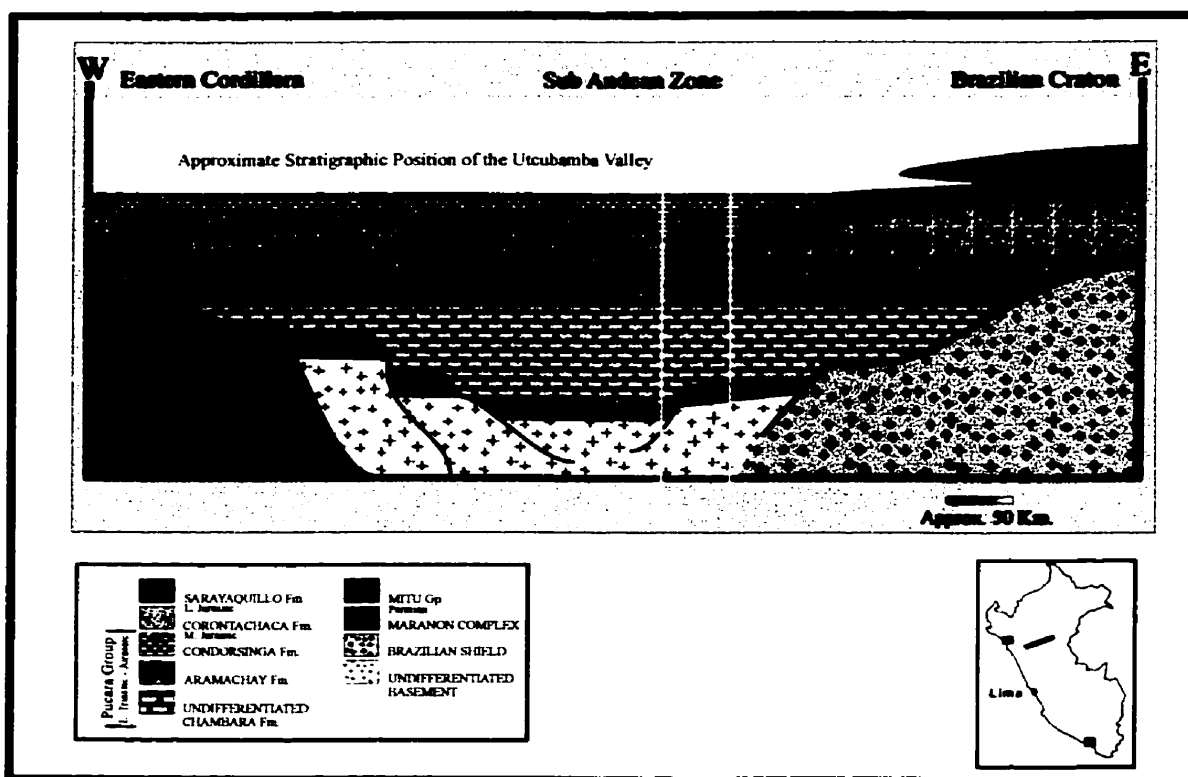 W
E
Eastern Cordillera
Sub Andean Zone
Brazilian Craton
Approximate Stratigraphic Position of the Utcubamba Valley
Approx. 50 Km.
Pucara Group
L. Triassic - Jurassic
SARAYAQUILLO Fm.
L. Jurassic
CORONTACHACA Fm.
M. Jurassic
CONDORSINGA Fm.
ARAMACHAY Fm.
UNDIFFERENTIATED
CHAMBARA Fm.
MITU Gp
Permian
MARANON COMPLEX
BRAZILIAN SHIELD
UNDIFFERENTIATED
BASEMENT
Lima